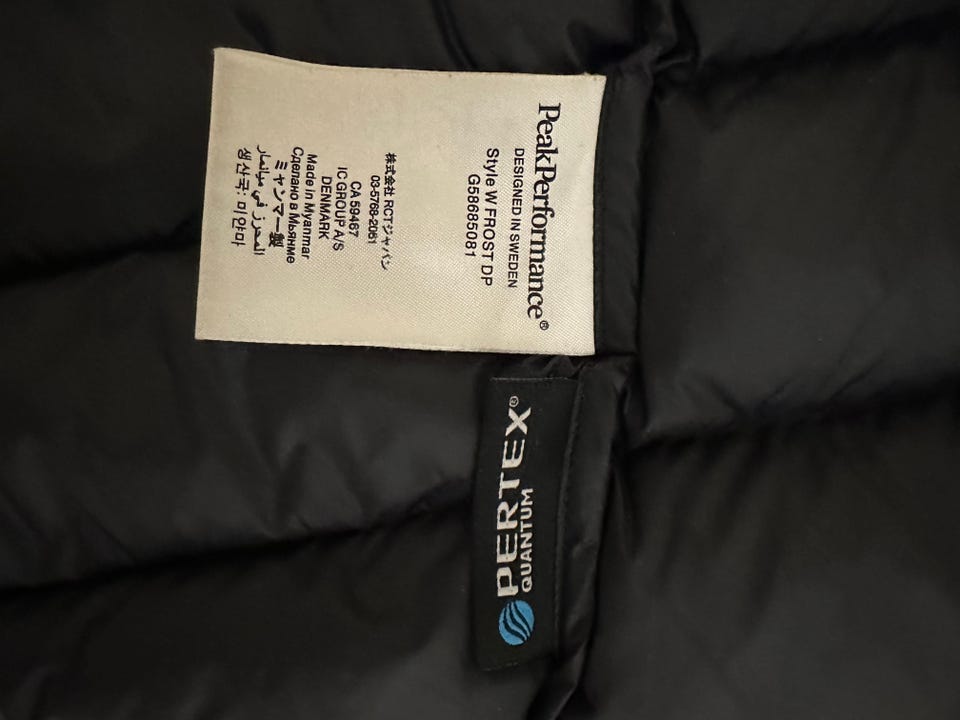 PeakPerformance®
DESIGNED IN SWEDEN
Style W FROST DP
G58685081
株式会社 RCTジャパン
03-5768-2061
CA 59467
IC GROUP A/S
DENMARK
Made in Myanmar
Сделано в Мьянме
ミャンマー製
المحرز في ميانمار
생산국: 미얀마
PERTEX®
QUANTUM